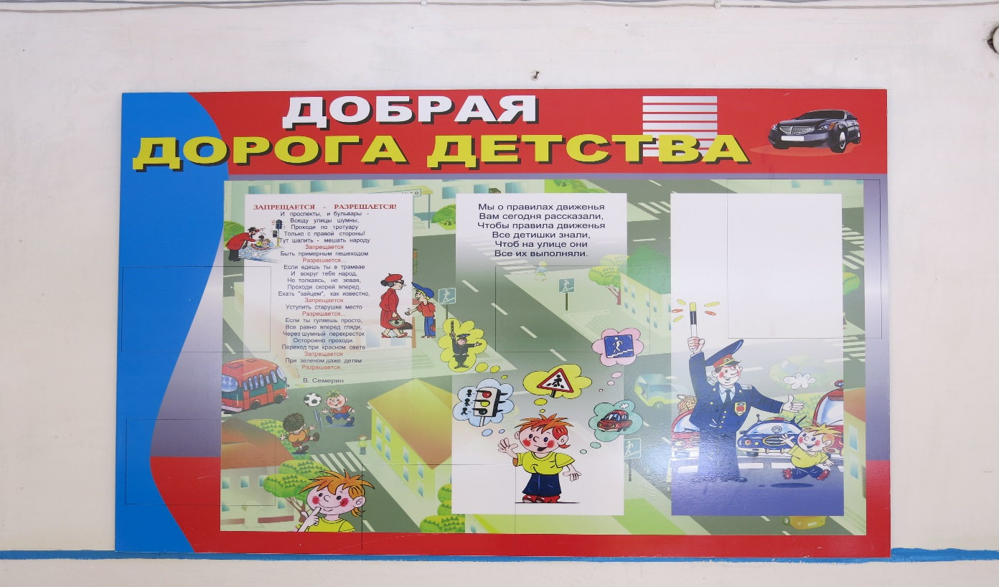 ДОБРАЯ
ДОРОГА ДЕТСТВА
ЗАПРЕЩАЕТСЯ - РАЗРЕШАЕТСЯ!
И проспекты, и бульвары -
Всюду улицы шумны,
Проходи по тротуару
Только с правой стороны!
Тут шалить - мешать народу
Запрещается
Быть примерным пешеходом
Разрешается...
Если едешь ты в трамвае
И вокруг тебя народ,
Не толкаясь, не зевая,
Проходи скорей вперед.
Ехать "зайцем", как известно,
Запрещается
Уступить старушке место
Разрешается...
Если ты гуляешь просто,
Все равно вперед гляди,
Через шумный перекресток
Осторожно проходи.
Переход при красном свете
Запрещается
При зеленом даже детям
Разрешается...
В. Семерин
Мы о правилах движенья
Вам сегодня рассказали,
Чтобы правила движенья
Все детишки знали,
Чтоб на улице они
Все их выполняли.